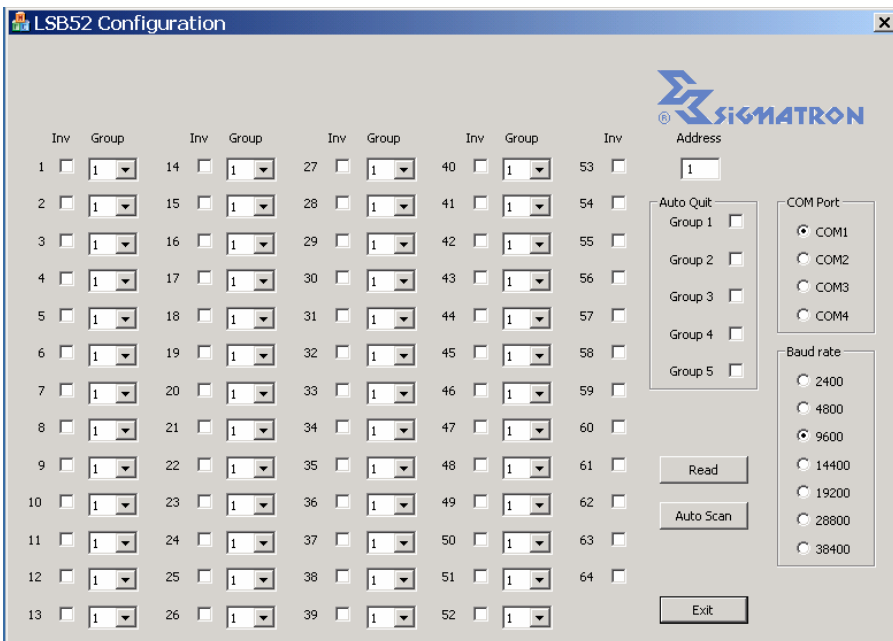 LSB52 Configuration
® SiGMATRON
Inv Group Inv Group Inv Group Inv Group Inv Address
1 1 14 1 27 1 40 1 53 1
2 1 15 1 28 1 41 1 54 Auto Quit COM Port
Group 1 COM1
3 1 16 1 29 1 42 1 55
Group 2 COM2
4 1 17 1 30 1 43 1 56
Group 3 COM3
5 1 18 1 31 1 44 1 57
Group 4 COM4
6 1 19 1 32 1 45 1 58 Baud rate
Group 5 2400
7 1 20 1 33 1 46 1 59
4800
8 1 21 1 34 1 47 1 60 9600
9 1 22 1 35 1 48 1 61 Read 14400
10 1 23 1 36 1 49 1 62 19200
Auto Scan 28800
11 1 24 1 37 1 50 1 63 38400
12 1 25 1 38 1 51 1 64
13 1 26 1 39 1 52 1 Exit